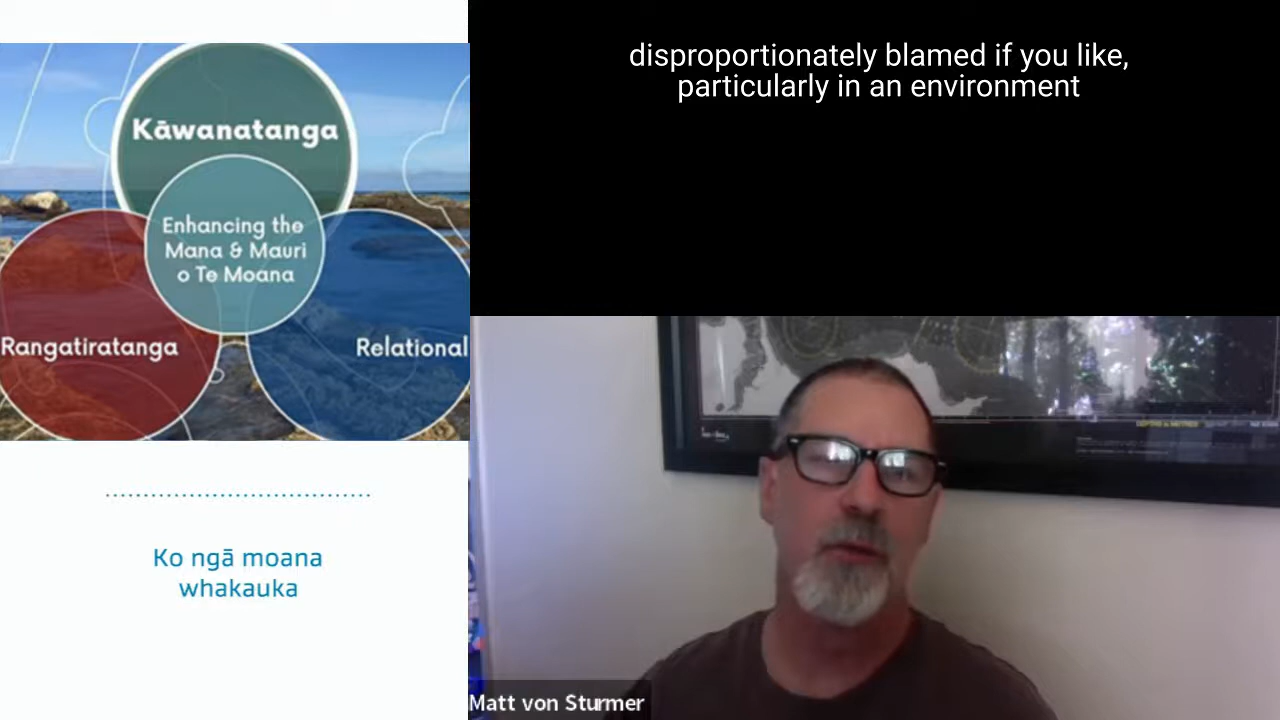 Kāwanatanga
Enhancing the
Mana & Mauri
o Te Moana
Rangatiratanga
Relational
Ko ngā moana
whakauka
disproportionately blamed if you like,
particularly in an environment
Matt von Sturmer